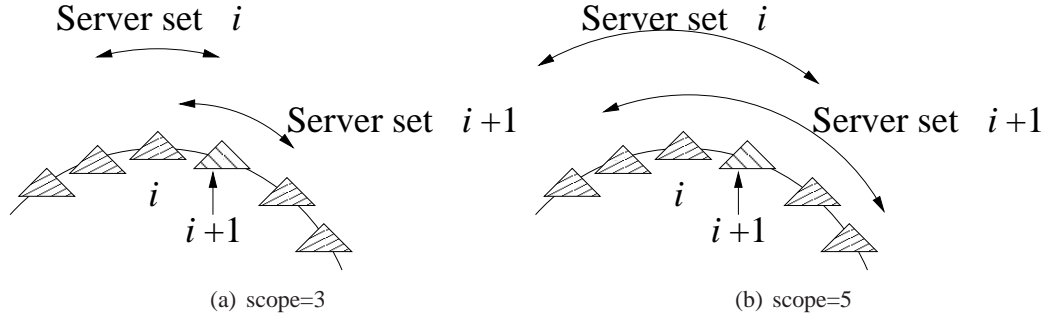 Server set i
Server set i+1
i
i+1
(a) scope=3
Server set i
Server set i+1
i
i+1
(b) scope=5